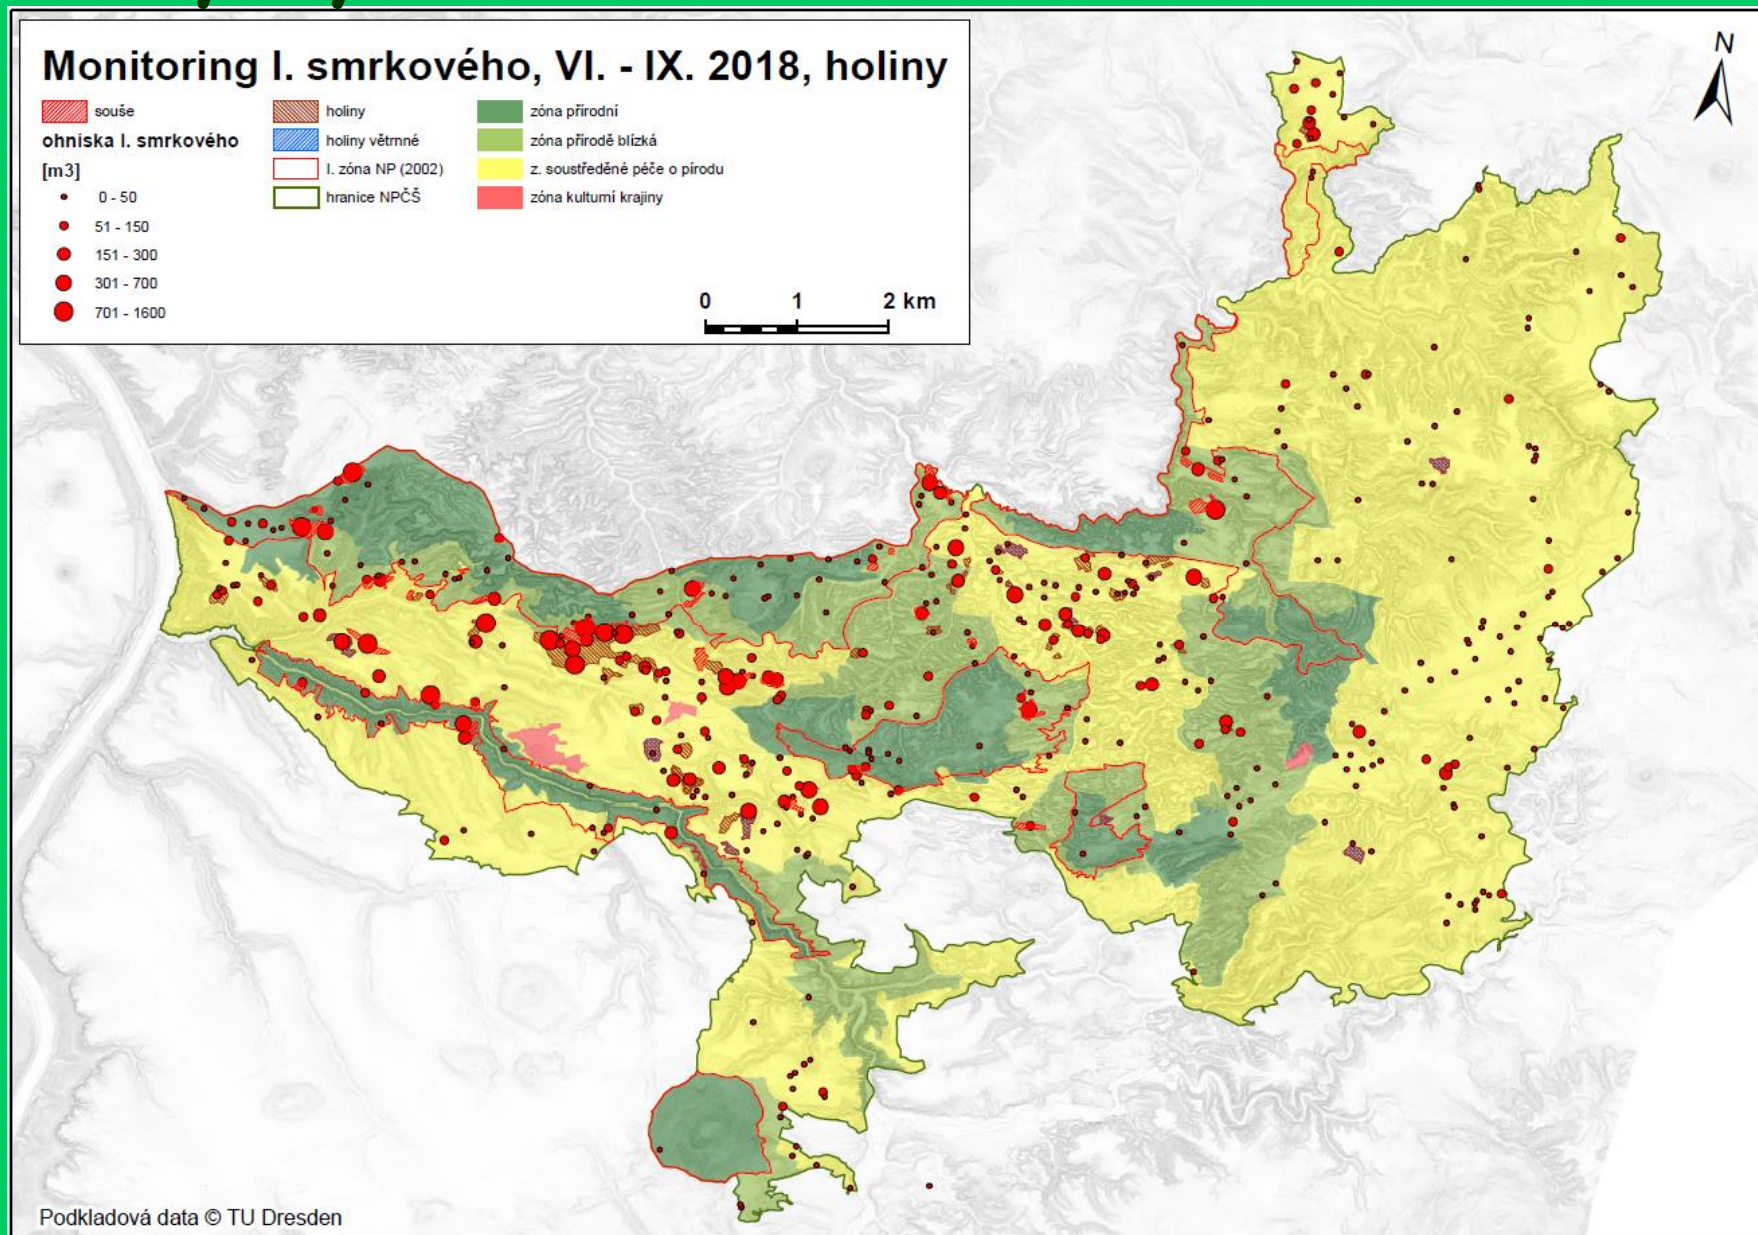 Monitoring l. smrkového, VI. - IX. 2018, holiny
souše
ohniska l. smrkového
[m3]
0 - 50
51 - 150
151 - 300
301 - 700
701 - 1600
holiny
holiny větrnné
I. zóna NP (2002)
hranice NPČŠ
zóna přírodní
zóna přírodě blízká
z. soustředěné péče o pírodu
zóna kulturní krajiny
0 1 2 km
N
Podkladová data © TU Dresden